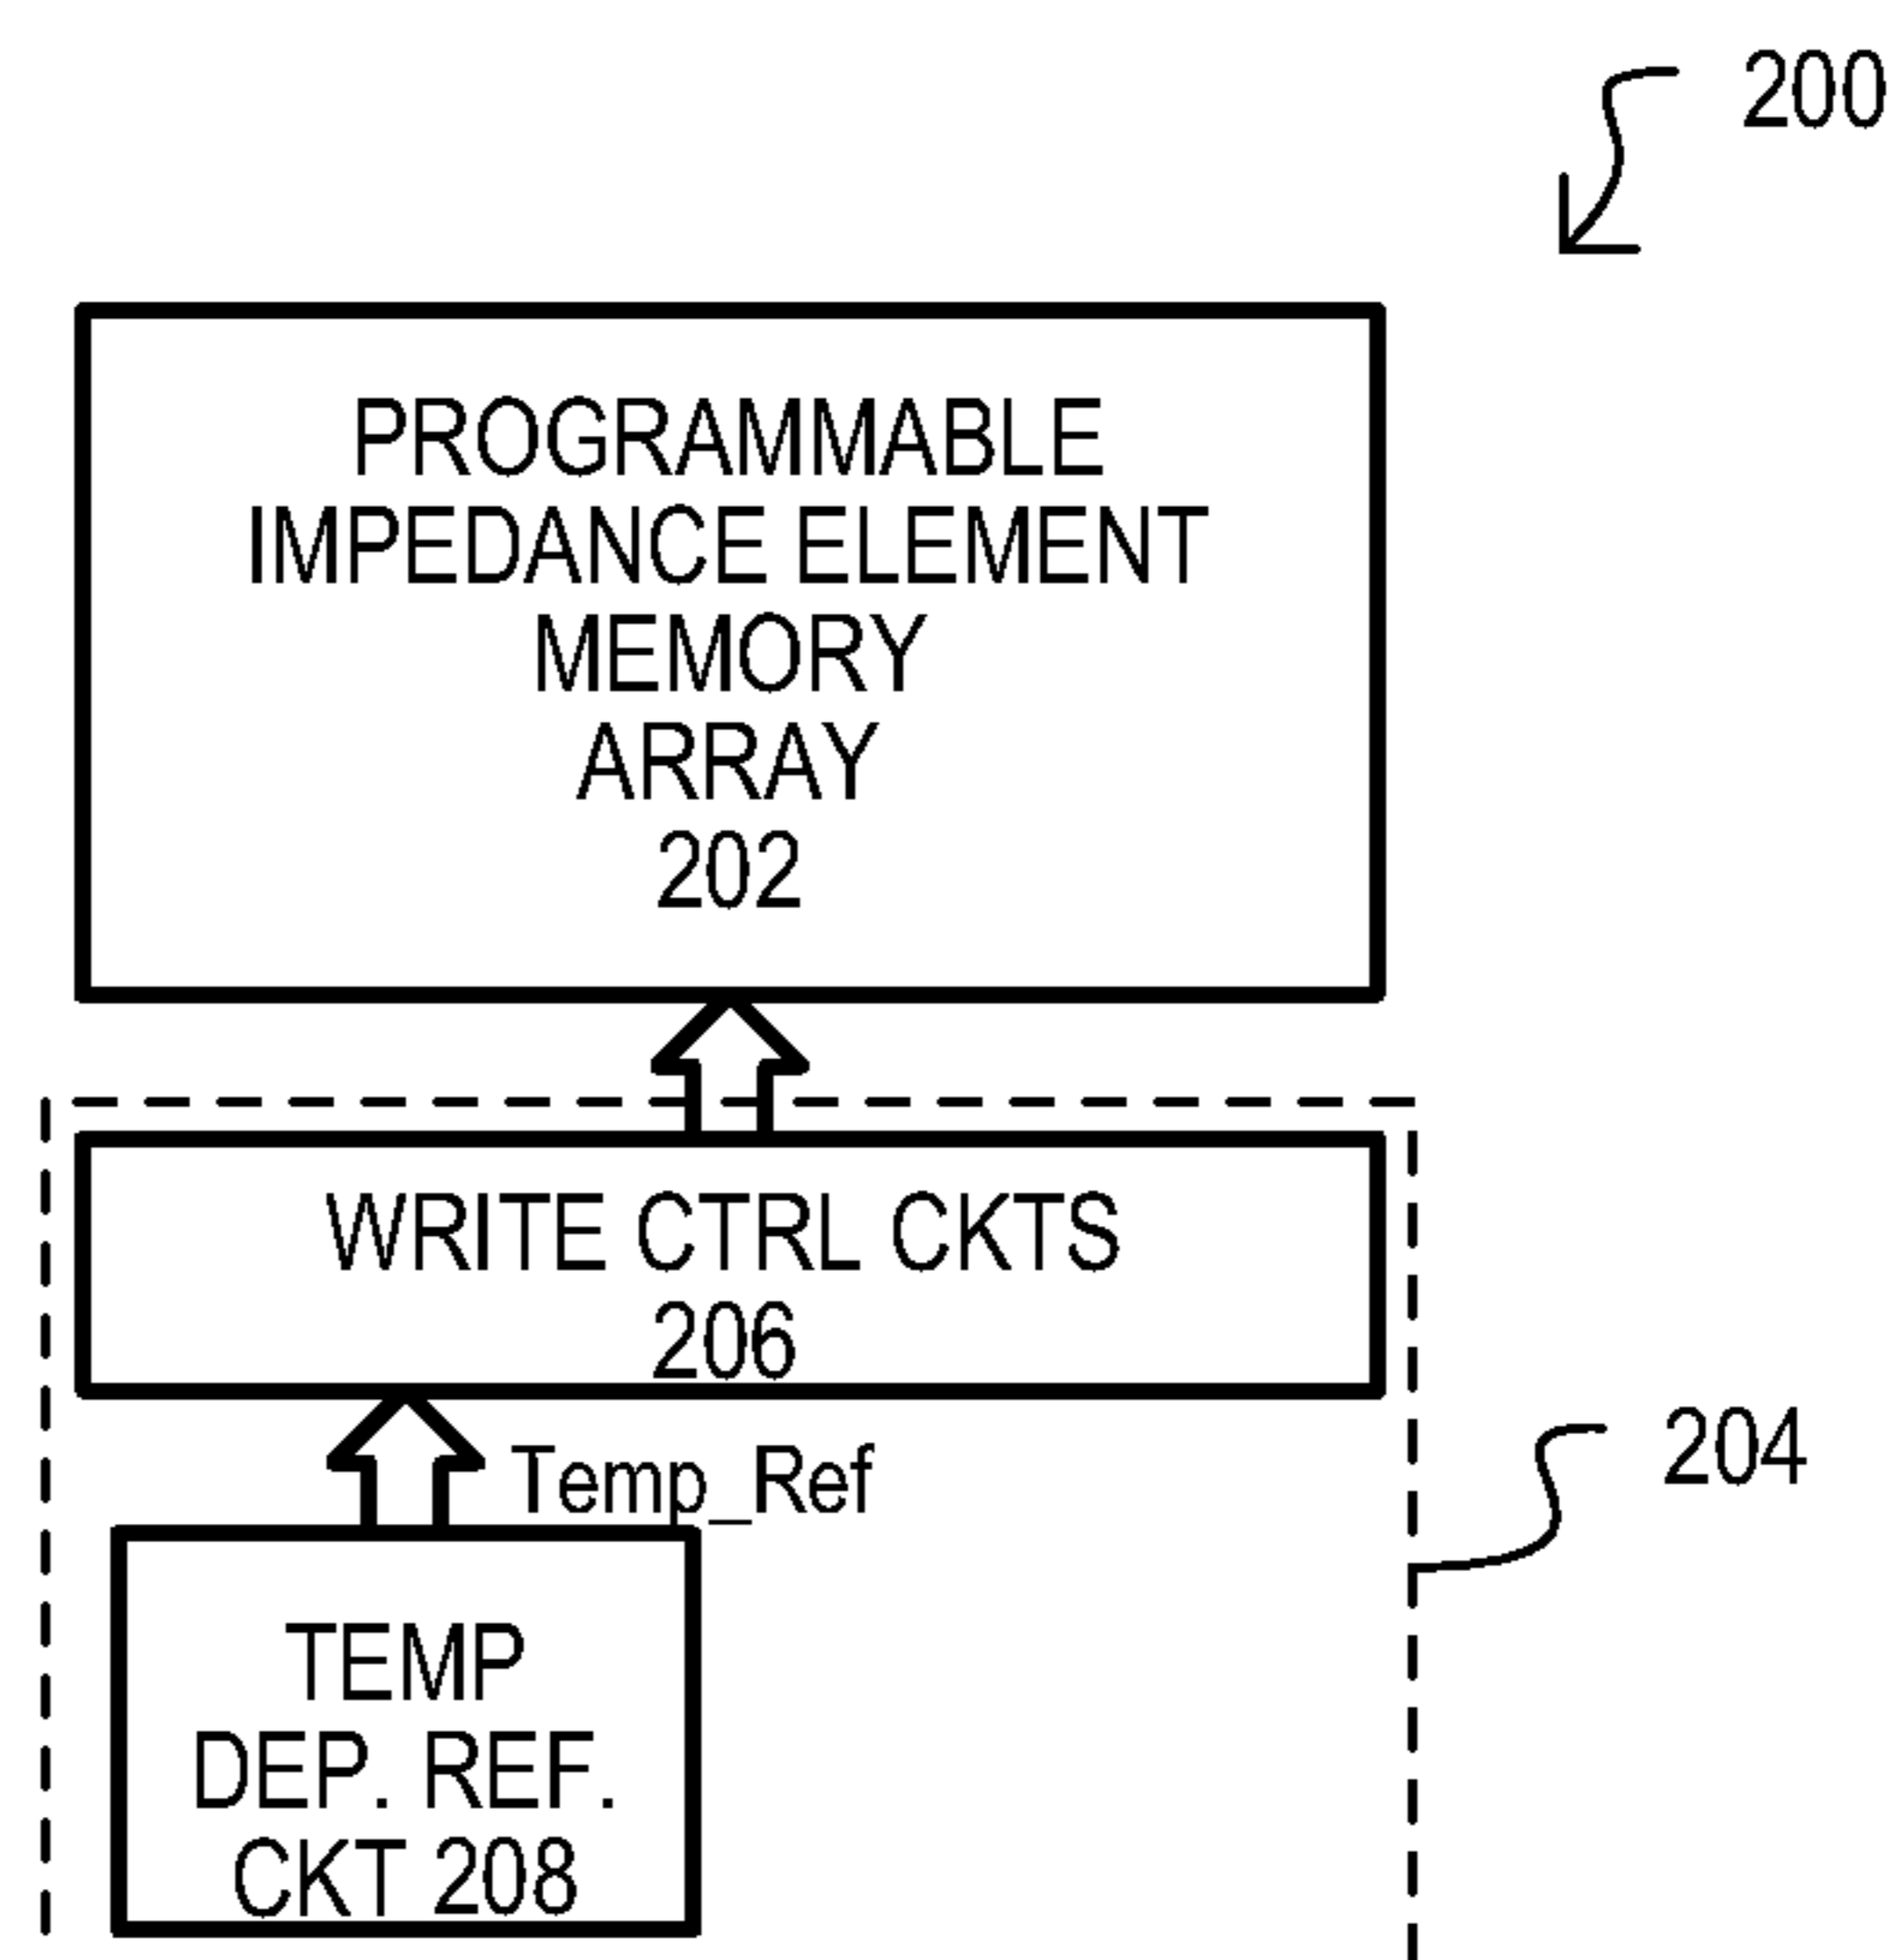 200
PROGRAMMABLE
IMPEDANCE ELEMENT
MEMORY
ARRAY
202
WRITE CTRL CKTS
206
Temp_Ref
204
TEMP
DEP. REF.
CKT 208